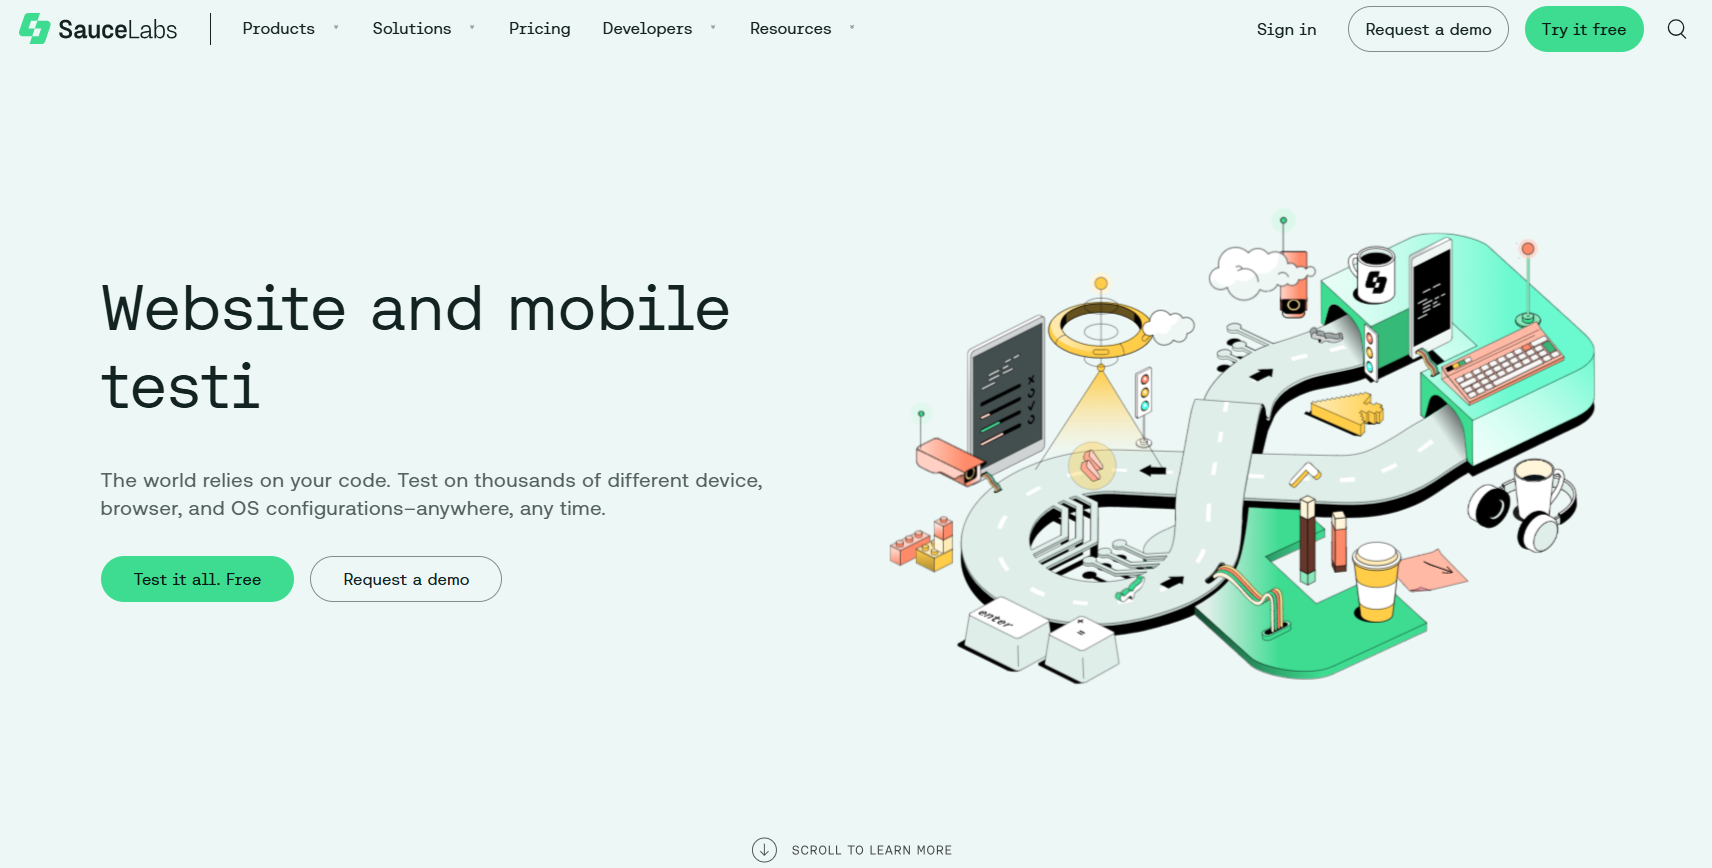 SauceLabs
Products
Solutions
Pricing
Developers
Resources
Sign in
Request a demo
Try it free
Website and mobile
testi
The world relies on your code. Test on thousands of different device,
browser, and OS configurations—anywhere, any time.
Test it all. Free
Request a demo
enter
+
=
SCROLL TO LEARN MORE